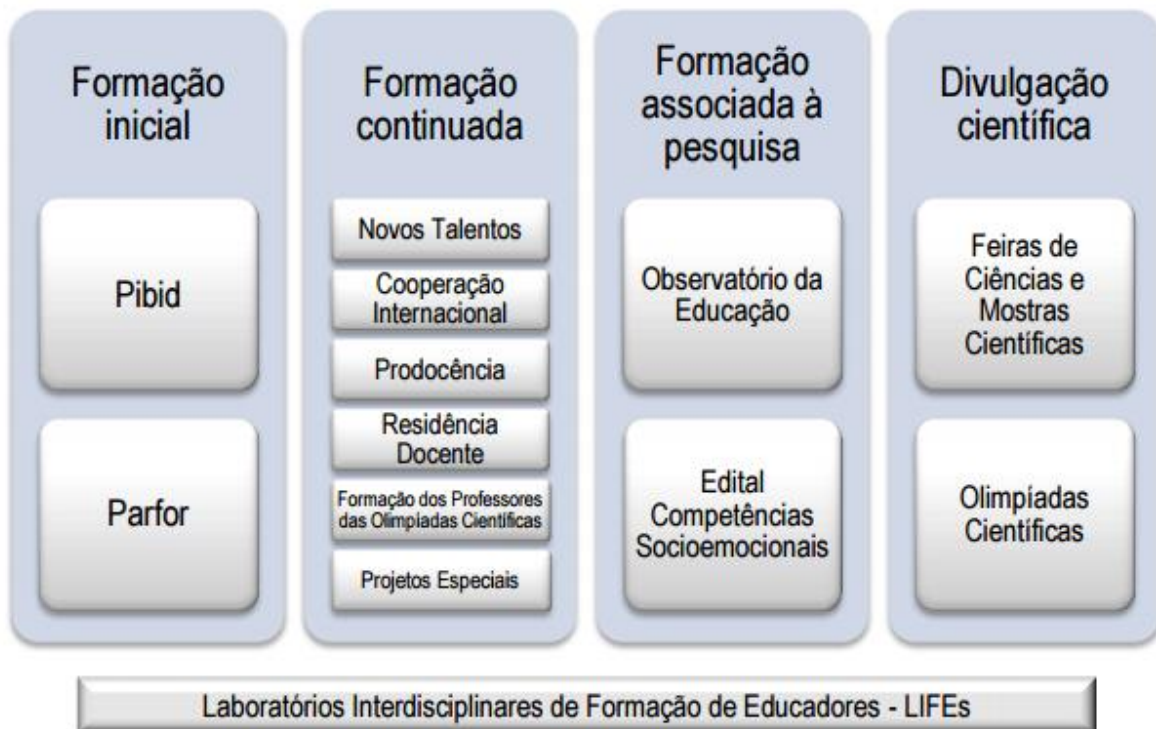 Formação
inicial
Pibid
Parfor
Formação
continuada
Novos Talentos
Cooperação
Internacional
Prodocência
Residência
Docente
Formação dos Professores
das Olimpíadas Científicas
Projetos Especiais
Formação
associada à
pesquisa
Observatório da
Educação
Edital
Competências
Socioemocionais
Divulgação
científica
Feiras de
Ciências e
Mostras
Científicas
Olimpíadas
Científicas
Laboratórios Interdisciplinares de Formação de Educadores - LIFEs